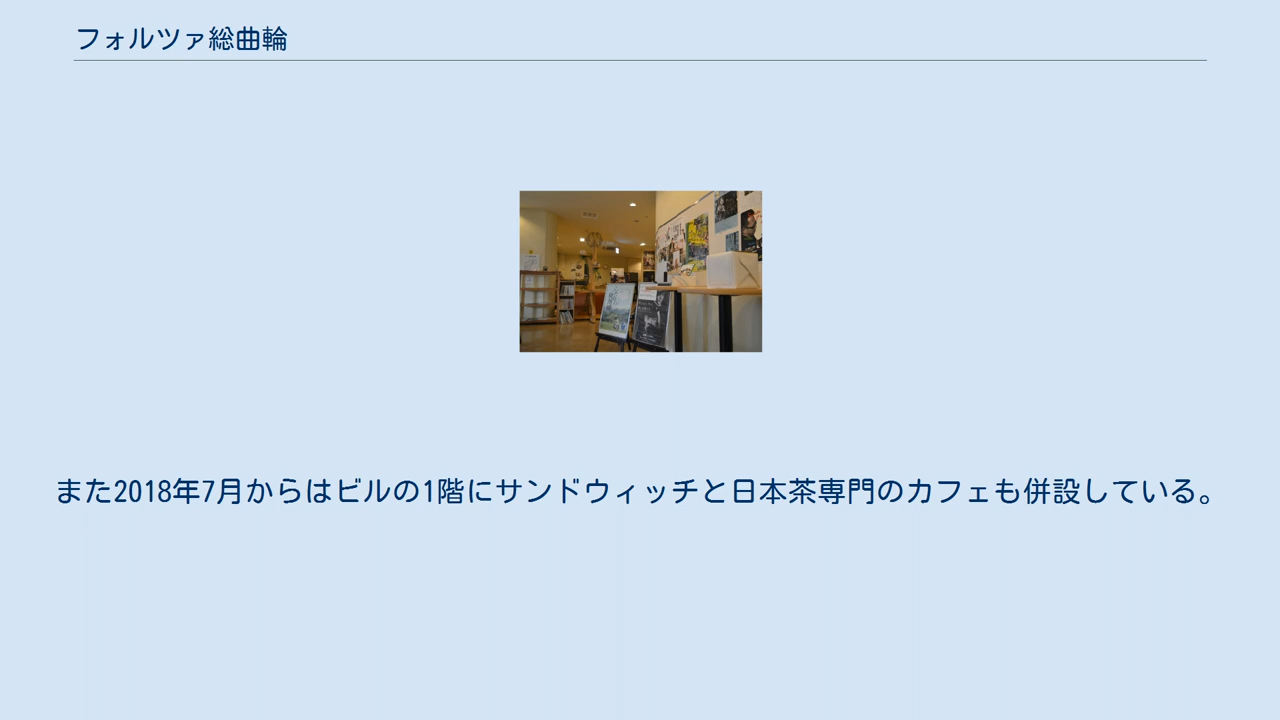 フォルツァ総曲輪
また2018年7月からはビルの1階にサンドウィッチと日本茶専門のカフェも併設している。